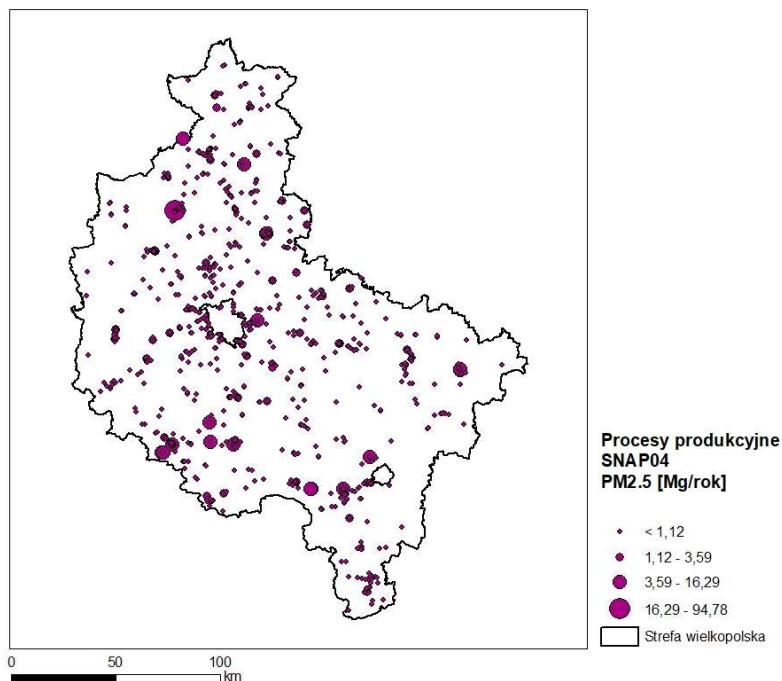 Procesy produkcyjne
SNAP04
PM2.5 [Mg/rok]
< 1,12
1,12 - 3,59
3,59 - 16,29
16,29 - 94,78
Strefa wielkopolska
0 50 100
km